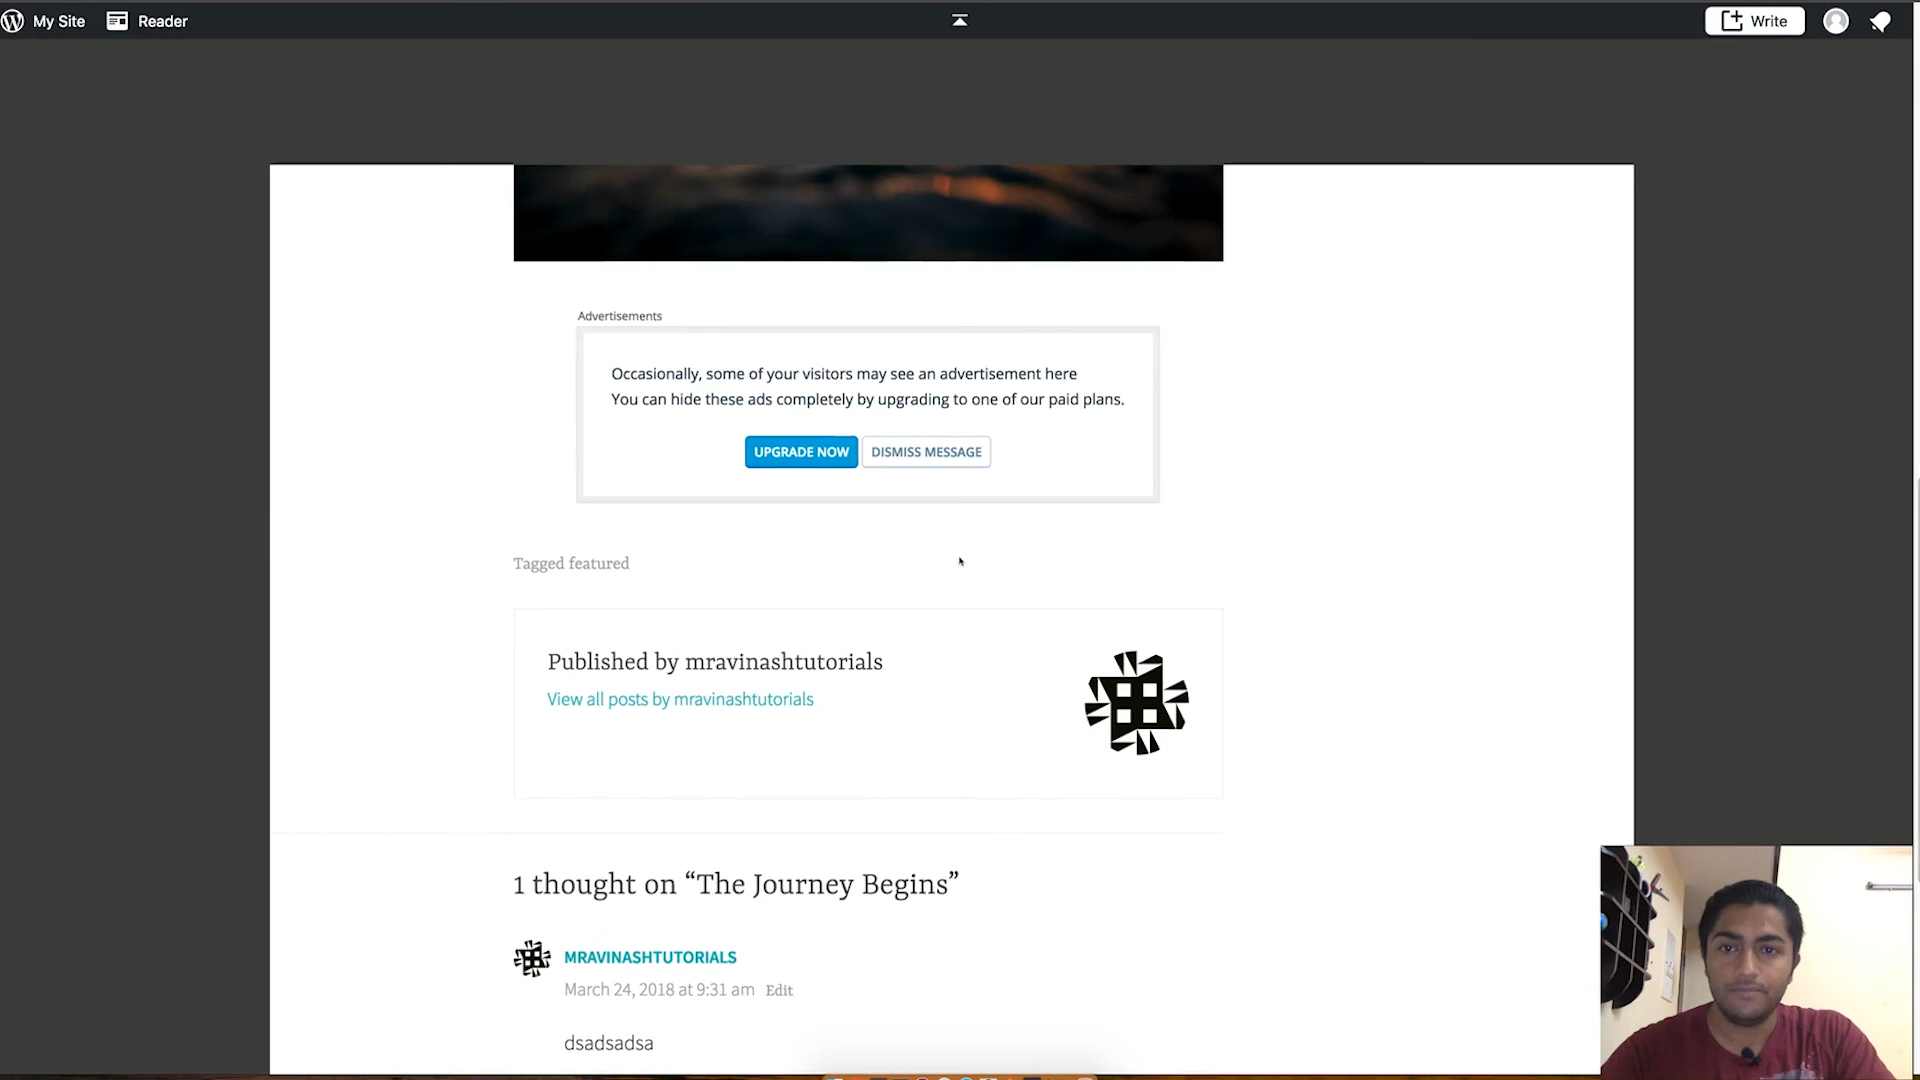 My Site
Reader
Write
Advertisements
Occasionally, some of your visitors may see an advertisement here
You can hide these ads completely by upgrading to one of our paid plans.
UPGRADE NOW
DISMISS MESSAGE
Tagged featured
Published by mravinashtutorials
View all posts by mravinashtutorials
1 thought on “The Journey Begins”
MRAVINASHTUTORIALS
March 24, 2018 at 9:31 am Edit
dsadsadsa